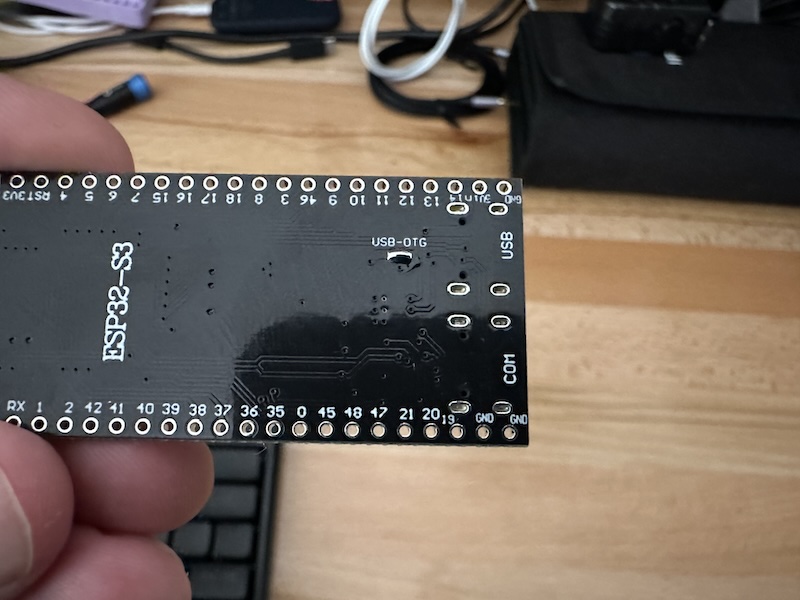 3V3 RST 4 5 6 7 15 16 17 18 8 3 46 9 10 11 12 13 14 5Vin GND
USB-OTG
USB
ESP32-S3
COM
RX 1 2 42 41 40 39 38 37 36 35 0 45 48 47 21 20 19 GND GND